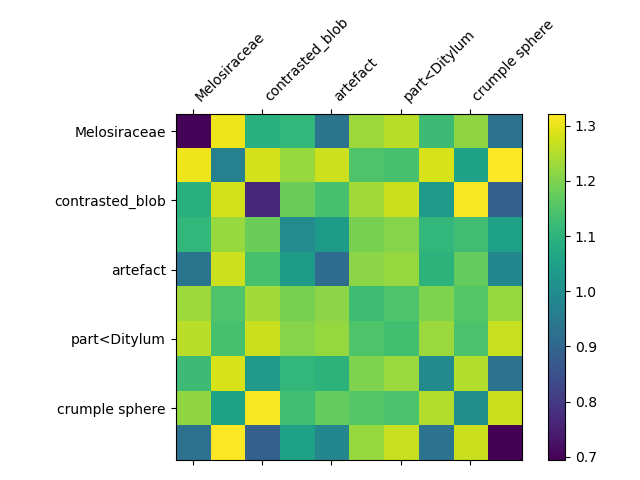 Melosiraceae
contrasted_blob
artefact
part<Ditylum
crumple sphere
Melosiraceae
contrasted_blob
artefact
part<Ditylum
crumple sphere
1.3
1.2
1.1
1.0
0.9
0.8
0.7